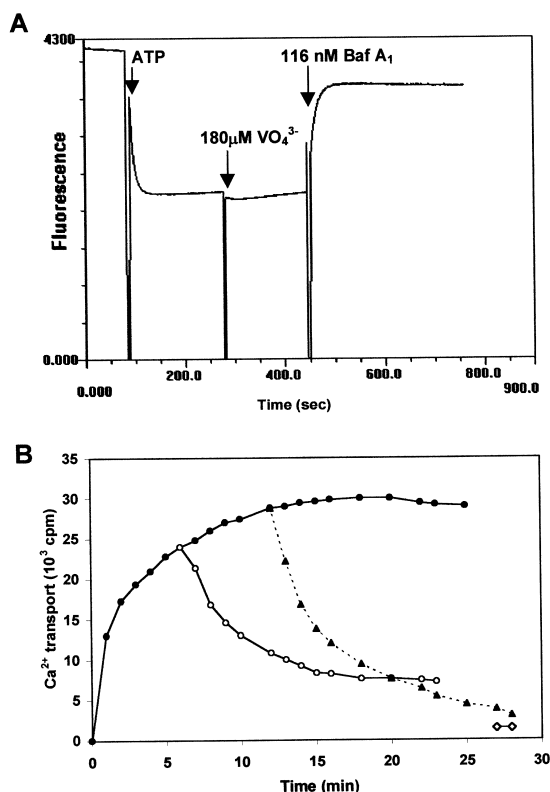 A
4300
ATP
116 nM Baf A1
180µM VO4 3-
Fluorescence
0.000
0.000
200.0
400.0
600.0
800.0
900.0
Time (sec)
B
35
30
25
20
15
10
5
0
Ca2+ transport (103 cpm)
0
5
10
15
20
25
30
Time (min)